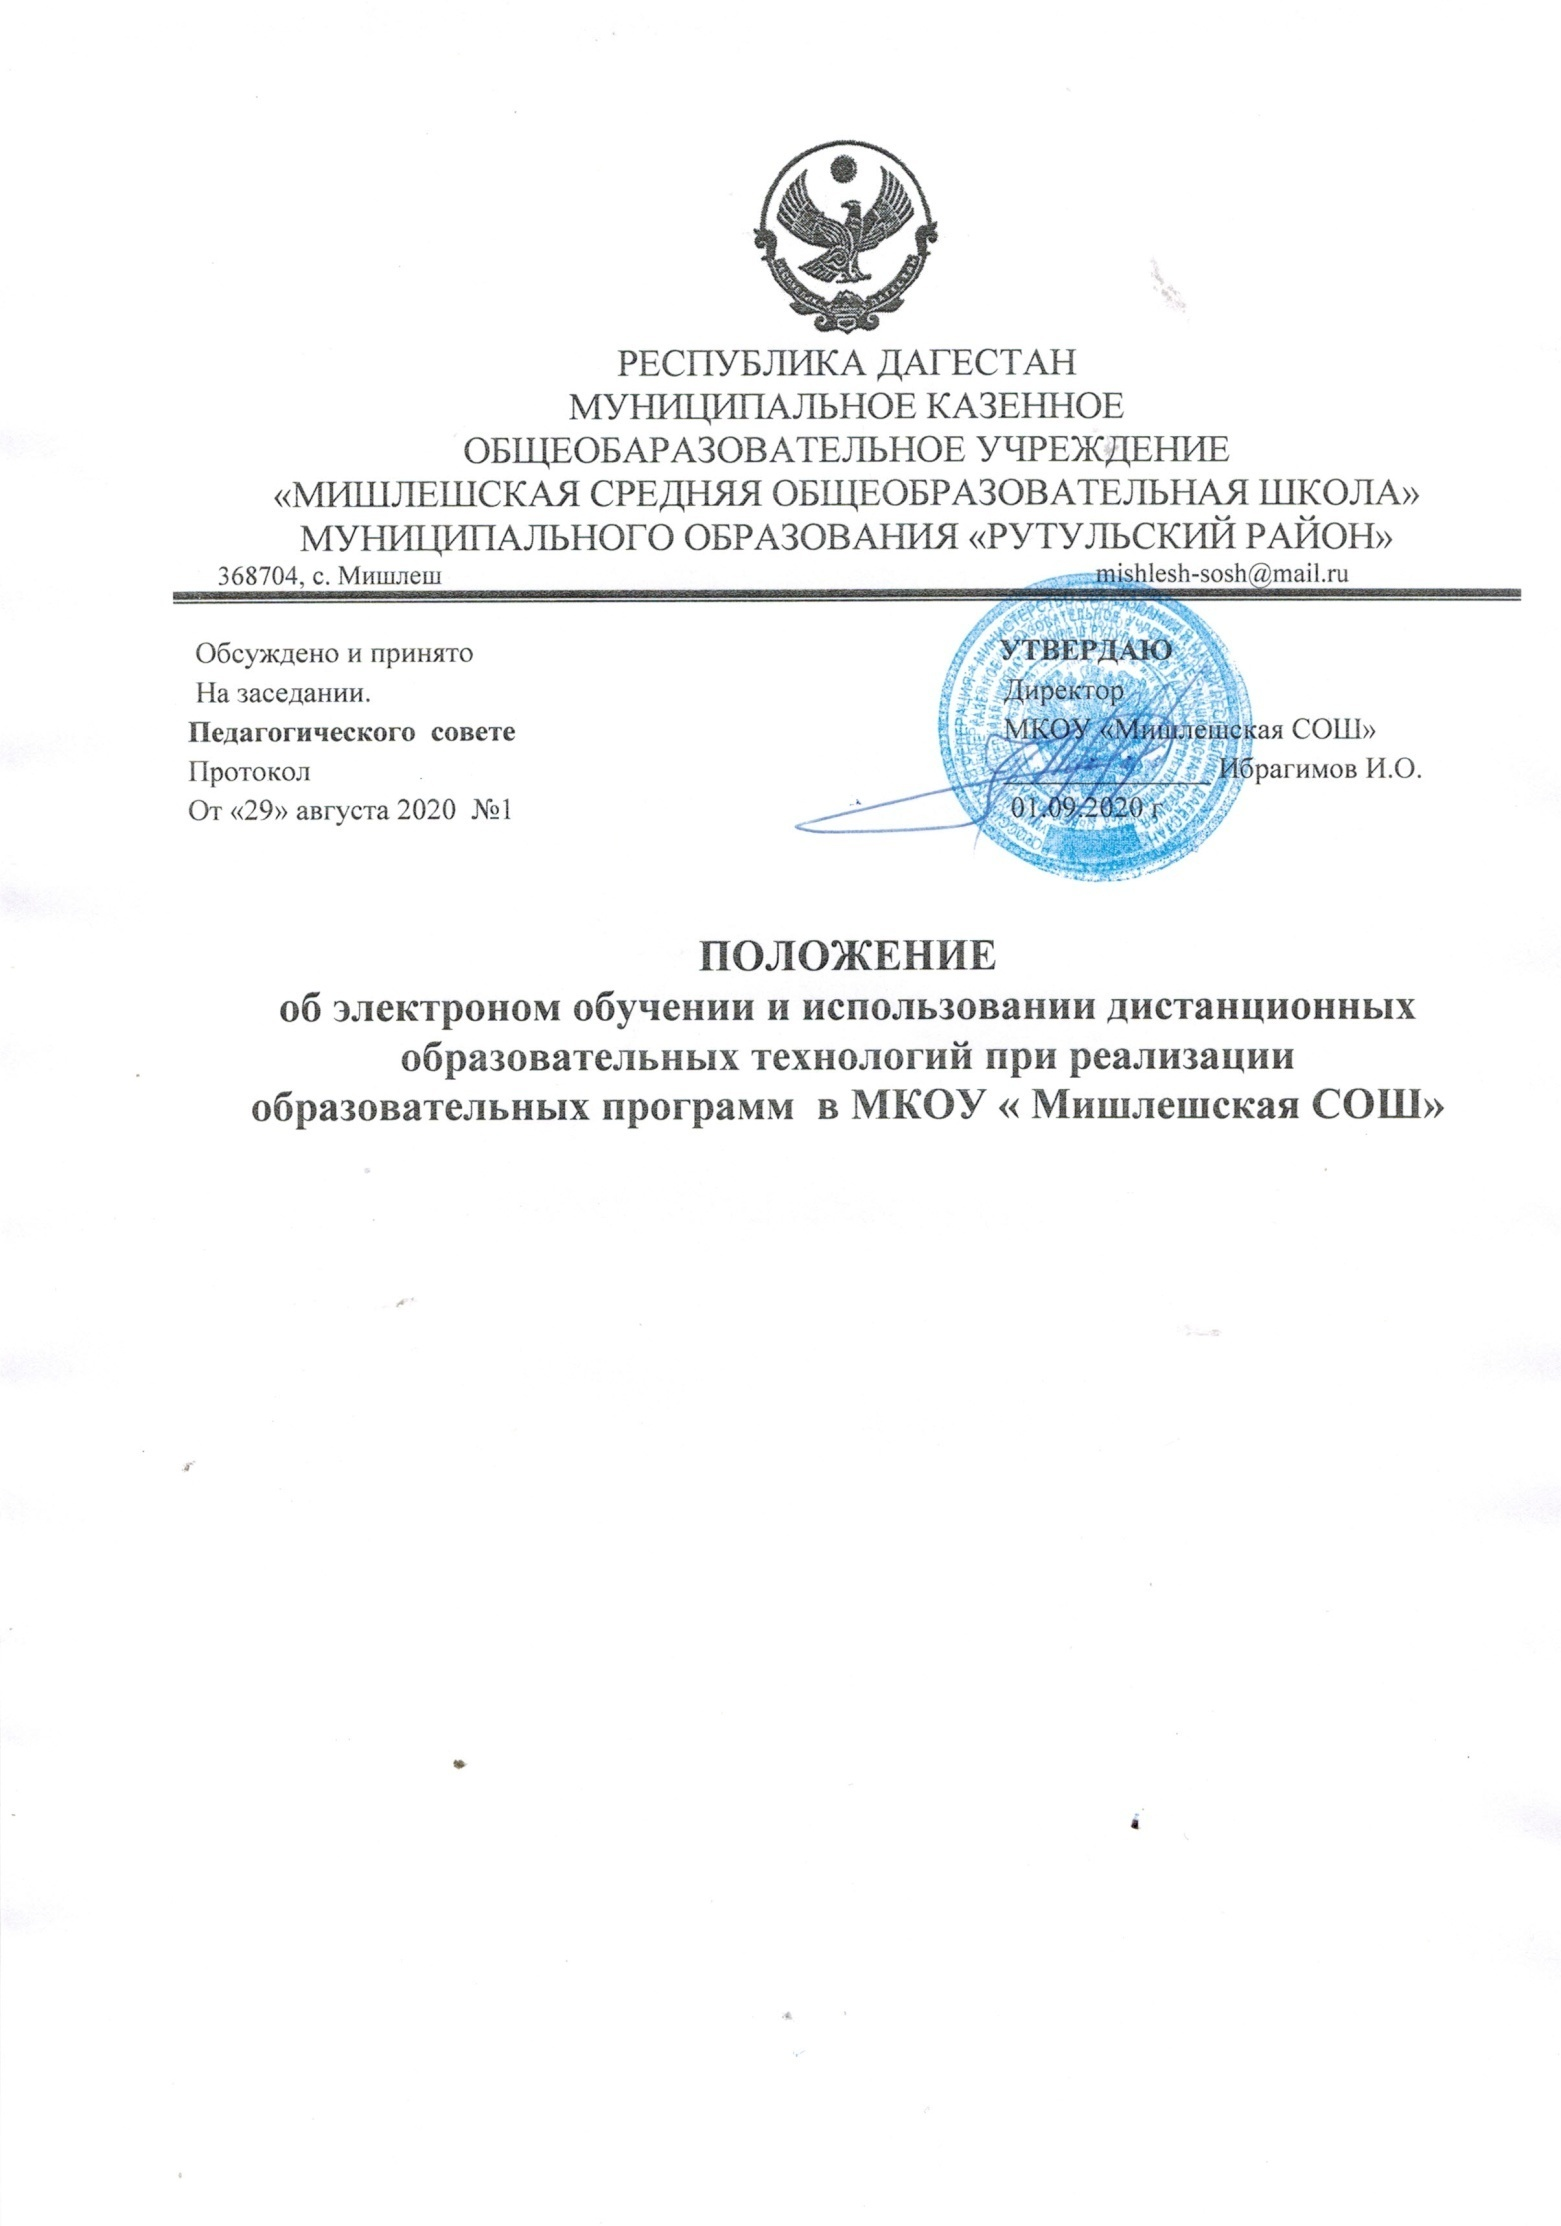 РЕСПУБЛИКА ДАГЕСТАН
МУНИЦИПАЛЬНОЕ КАЗЕННОЕ
ОБЩЕОБАРАЗОВАТЕЛЬНОЕ УЧРЕЖДЕНИЕ
«МИШЛЕШСКАЯ СРЕДНЯЯ ОБЩЕОБРАЗОВАТЕЛЬНАЯ ШКОЛА»
МУНИЦИПАЛЬНОГО ОБРАЗОВАНИЯ «РУТУЛЬСКИЙ РАЙОН»
368704, с. Мишлеш mishlesh-sosh@mail.ru
Обсуждено и принято
На заседании.
Педагогического совете
Протокол
От «29» августа 2020 №1
УТВЕРДАЮ
Директор
МКОУ «Мишлешская СОШ»
Ибрагимов И.О.
01.09.2020 г
ПОЛОЖЕНИЕ
об электроном обучении и использовании дистанционных
образовательных технологий при реализации
образовательных программ в МКОУ « Мишлешская СОШ»